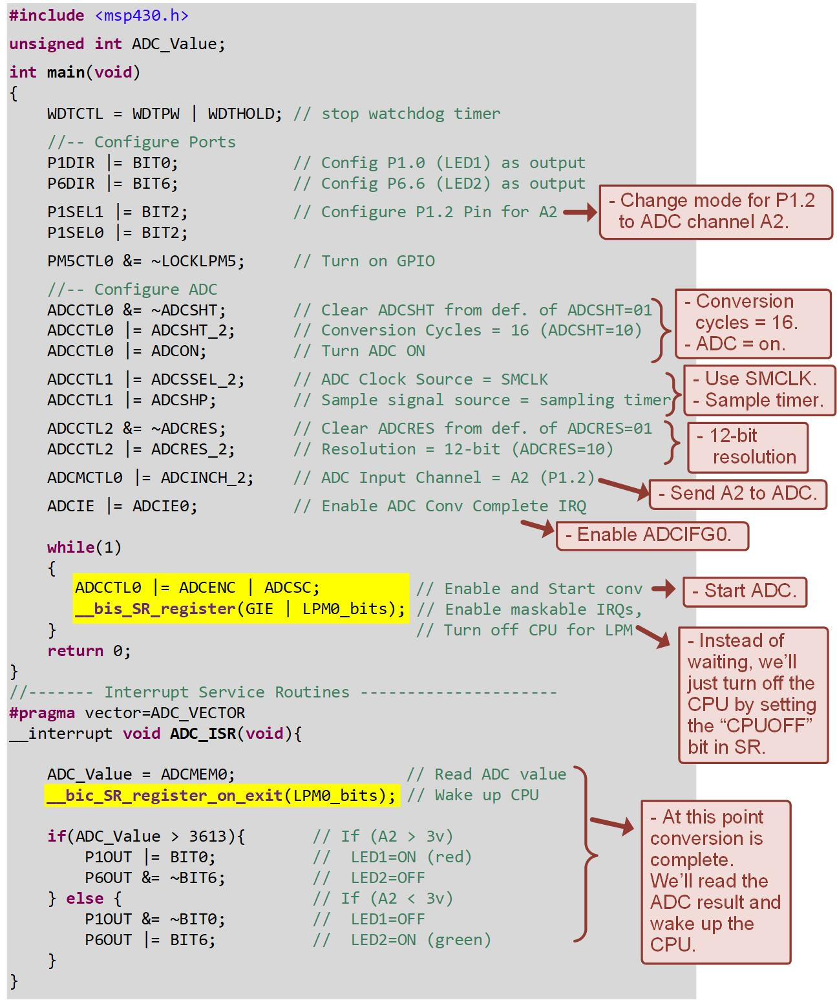 #include <msp430.h>
unsigned int ADC_Value;
int main(void)
{
WDTCTL = WDTPW | WDTHOLD; // stop watchdog timer
//-- Configure Ports
P1DIR |= BIT0; // Config P1.0 (LED1) as output
P6DIR |= BIT6; // Config P6.6 (LED2) as output
P1SEL1 |= BIT2; // Configure P1.2 Pin for A2
P1SEL0 |= BIT2;
- Change mode for P1.2
to ADC channel A2.
PM5CTL0 &= ~LOCKLPM5; // Turn on GPIO
//-- Configure ADC
ADCCTL0 &= ~ADCSHT; // Clear ADCSHT from def. of ADCSHT=01
ADCCTL0 |= ADCSHT_2; // Conversion Cycles = 16 (ADCSHT=10)
ADCCTL0 |= ADCON; // Turn ADC ON
- Conversion
cycles = 16.
- ADC = on.
ADCCTL1 |= ADCSSEL_2; // ADC Clock Source = SMCLK
ADCCTL1 |= ADCSHP; // Sample signal source = sampling timer
- Use SMCLK.
- Sample timer.
ADCCTL2 &= ~ADCRES; // Clear ADCRES from def. of ADCRES=01
ADCCTL2 |= ADCRES_2; // Resolution = 12-bit (ADCRES=10)
- 12-bit
resolution
ADCMCTL0 |= ADCINCH_2; // ADC Input Channel = A2 (P1.2)
- Send A2 to ADC.
ADCIE |= ADCIE0; // Enable ADC Conv Complete IRQ
- Enable ADCIFG0.
while(1)
{
ADCCTL0 |= ADCENC | ADCSC; // Enable and Start conv
- Start ADC.
__bis_SR_register(GIE | LPM0_bits); // Enable maskable IRQs,
} // Turn off CPU for LPM
- Instead of
waiting, we’ll
just turn off the
CPU by setting
the “CPUOFF”
bit in SR.
return 0;
}
//------- Interrupt Service Routines ---------------------
#pragma vector=ADC_VECTOR
__interrupt void ADC_ISR(void){
ADC_Value = ADCMEM0; // Read ADC value
__bic_SR_register_on_exit(LPM0_bits); // Wake up CPU
if(ADC_Value > 3613){ // If (A2 > 3v)
P1OUT |= BIT0; // LED1=ON (red)
P6OUT &= ~BIT6; // LED2=OFF
} else { // If (A2 < 3v)
P1OUT &= ~BIT0; // LED1=OFF
P6OUT |= BIT6; // LED2=ON (green)
}
}
- At this point
conversion is
complete.
We’ll read the
ADC result and
wake up the
CPU.